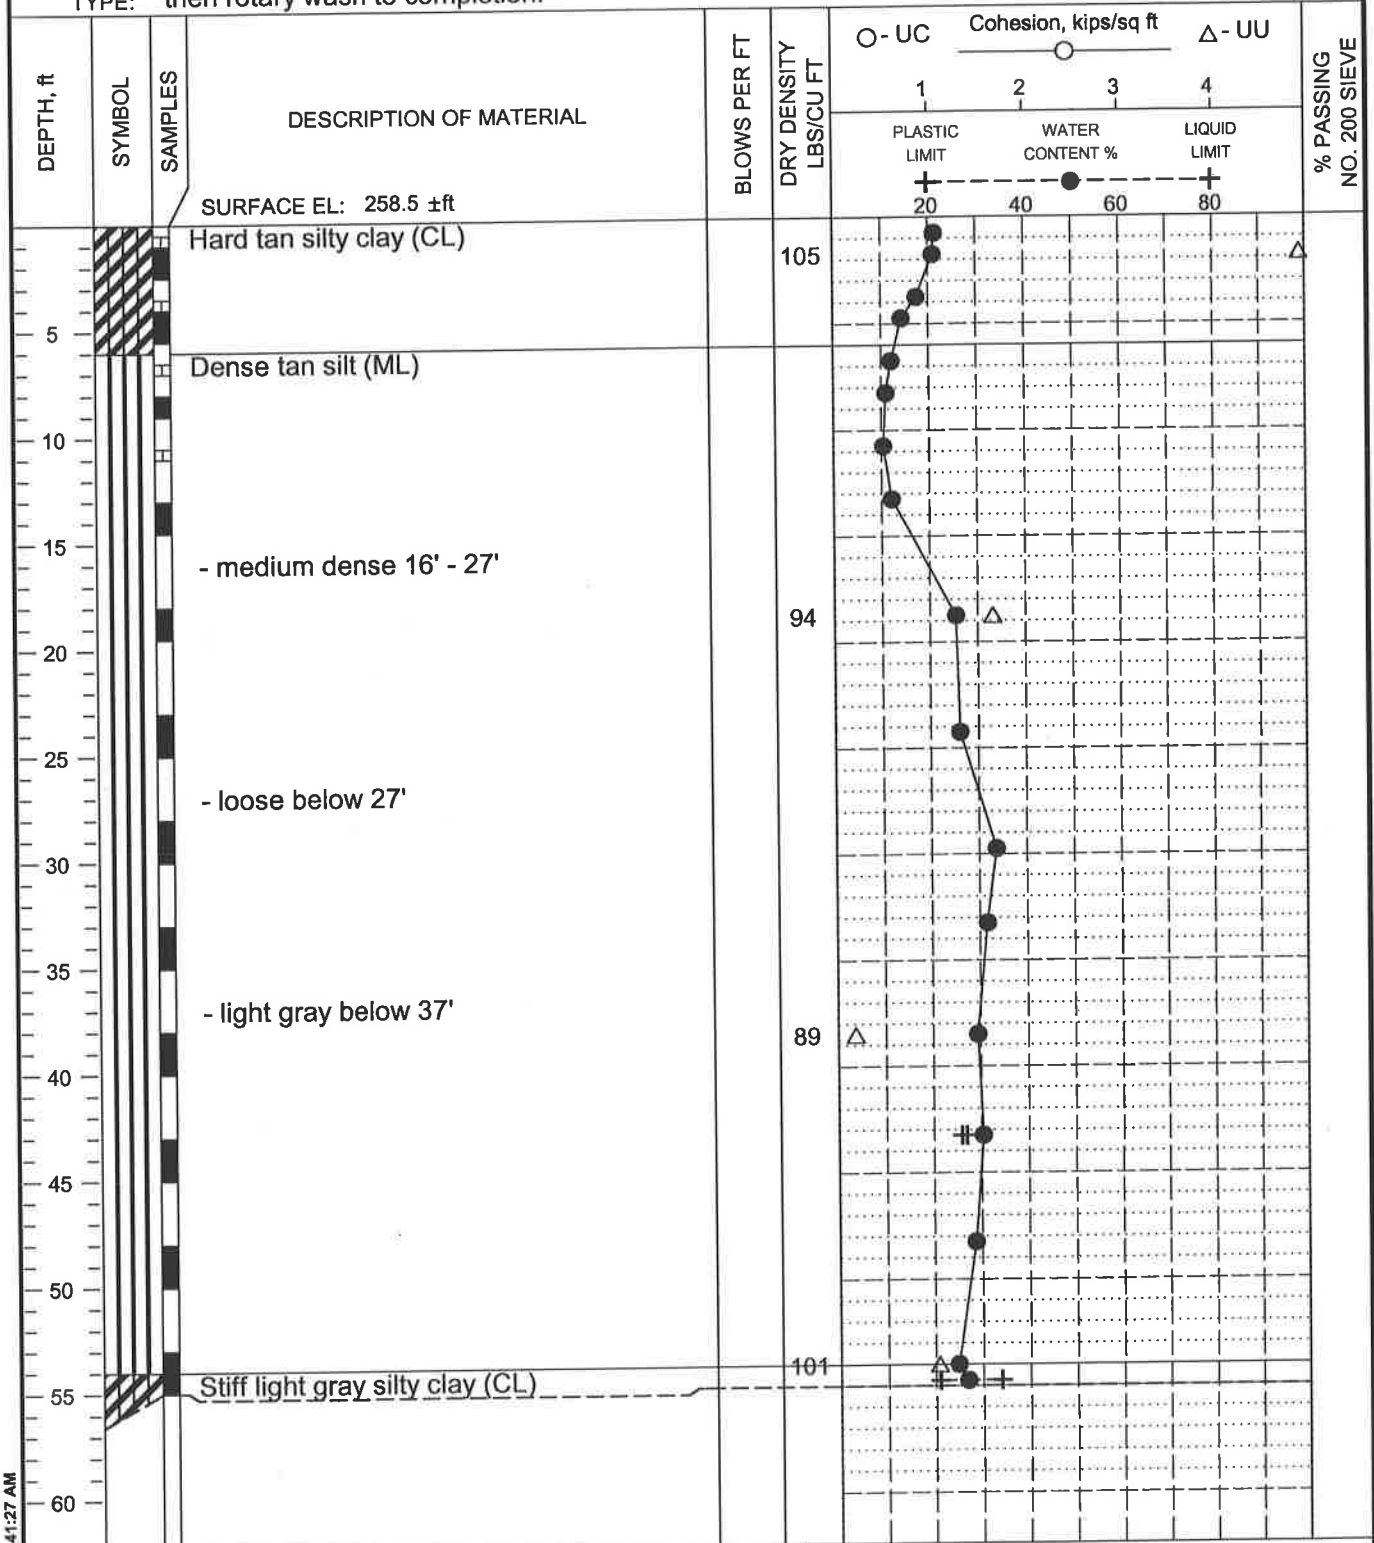 TYPE: then rotary wash to completion.
DEPTH, ft
SYMBOL
SAMPLES
DESCRIPTION OF MATERIAL
SURFACE EL: 258.5 ±ft
BLOWS PER FT
DRY DENSITY
LBS/CU FT
- UC Cohesion, kips/sq ft - UU
1 2 3 4
PLASTIC LIMIT
WATER CONTENT %
LIQUID LIMIT
20 40 60 80
% PASSING
NO. 200 SIEVE
Hard tan silty clay (CL)
105
5
Dense tan silt (ML)
10
15
- medium dense 16' - 27'
94
20
25
- loose below 27'
30
35
- light gray below 37'
89
40
45
50
101
Stiff light gray silty clay (CL)
55
60
41:27 AM